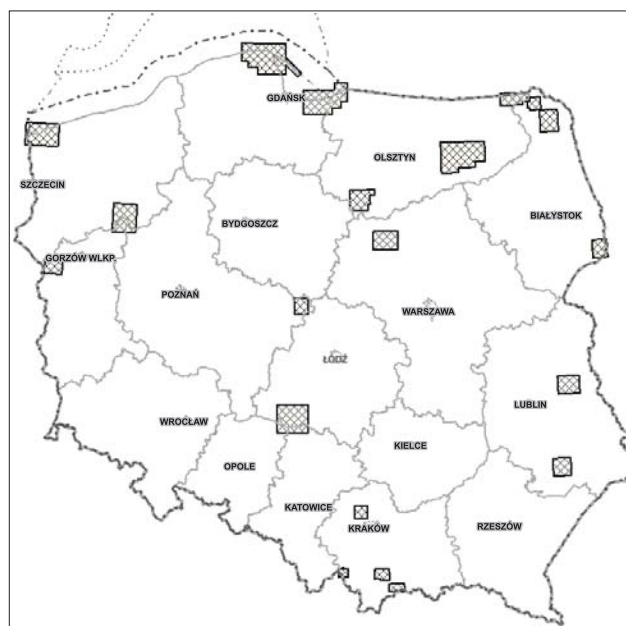 GDAŃSK
OLSZTYN
SZCZECIN
BYDGOSZCZ
BIAŁYSTOK
GORZÓW WLKP.
POZNAŃ
WARSZAWA
ŁÓDŹ
LUBLIN
WROCŁAW
KIELCE
OPOLE
KATOWICE
KRAKÓW
RZESZÓW